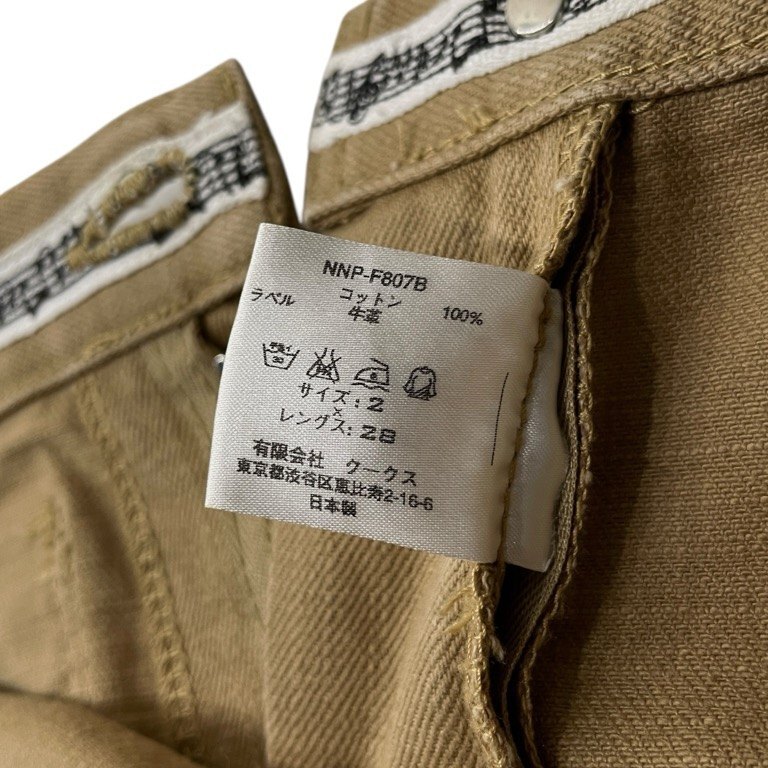 NNP-F807B
コットン
ラベル 牛革 100%
サイズ:2
×
レングス:28
有限会社 クークス
東京都渋谷区恵比寿2-16-6
日本製